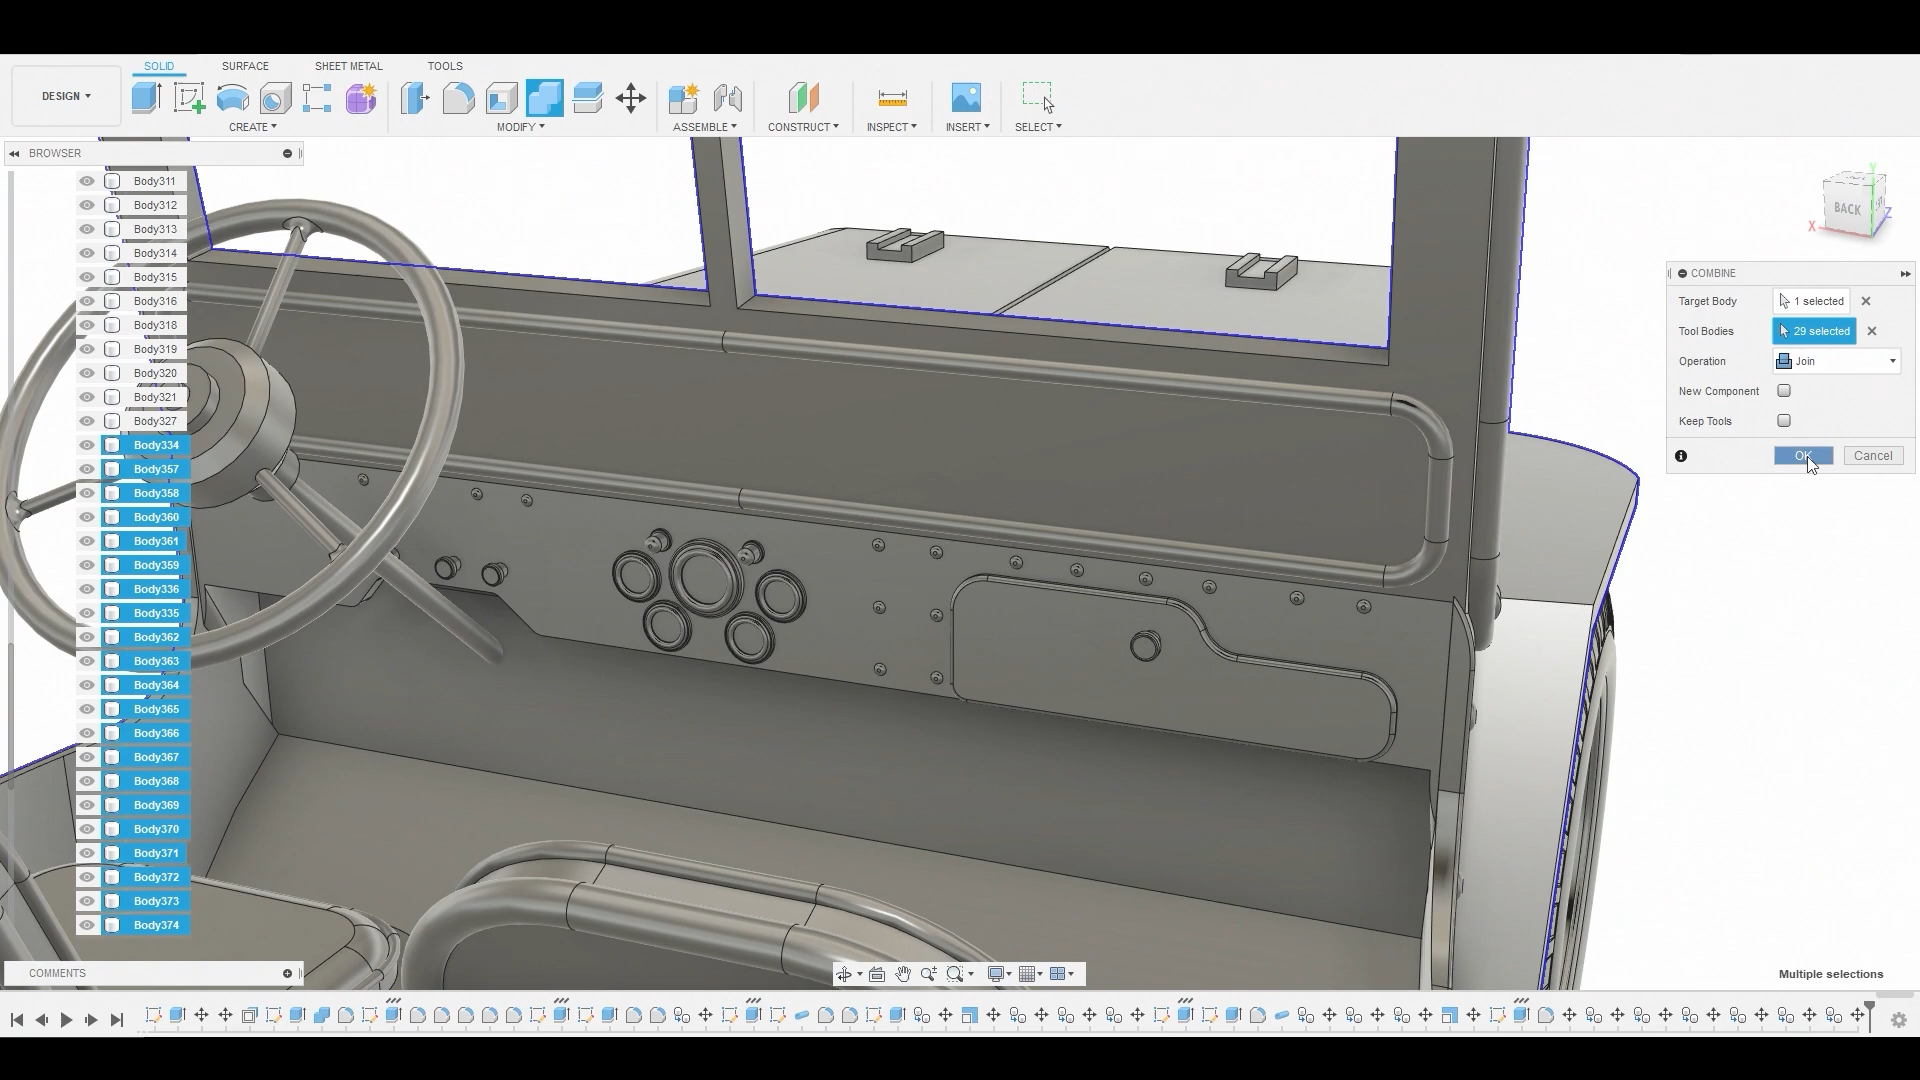 SOLID SURFACE SHEET METAL TOOLS
DESIGN
CREATE MODIFY ASSEMBLE CONSTRUCT INSPECT INSERT SELECT
BROWSER
Body311
Body312
Body313
Body314
Body315
Body316
Body318
Body319
Body320
Body321
Body327
Body334
Body357
Body358
Body360
Body361
Body359
Body336
Body335
Body362
Body363
Body364
Body365
Body366
Body367
Body368
Body369
Body370
Body371
Body372
Body373
Body374
COMMENTS
Y
BACK
X
Z
COMBINE
Target Body 1 selected
Tool Bodies 29 selected
Operation Join
New Component
Keep Tools
OK Cancel
Multiple selections